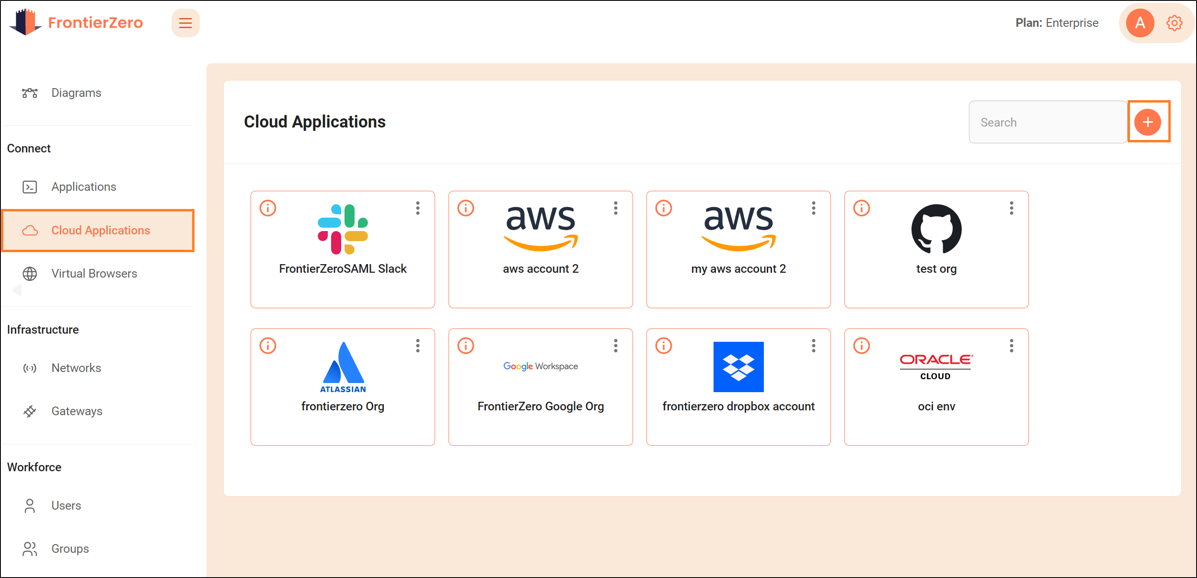 FrontierZero
Plan: Enterprise
A
Diagrams
Connect
Applications
Cloud Applications
Virtual Browsers
Infrastructure
Networks
Gateways
Workforce
Users
Groups
Cloud Applications
Search
FrontierZeroSAML Slack
aws
aws account 2
aws
my aws account 2
test org
ATLASSIAN
frontierzero Org
Google Workspace
FrontierZero Google Org
frontierzero dropbox account
ORACLE
CLOUD
oci env